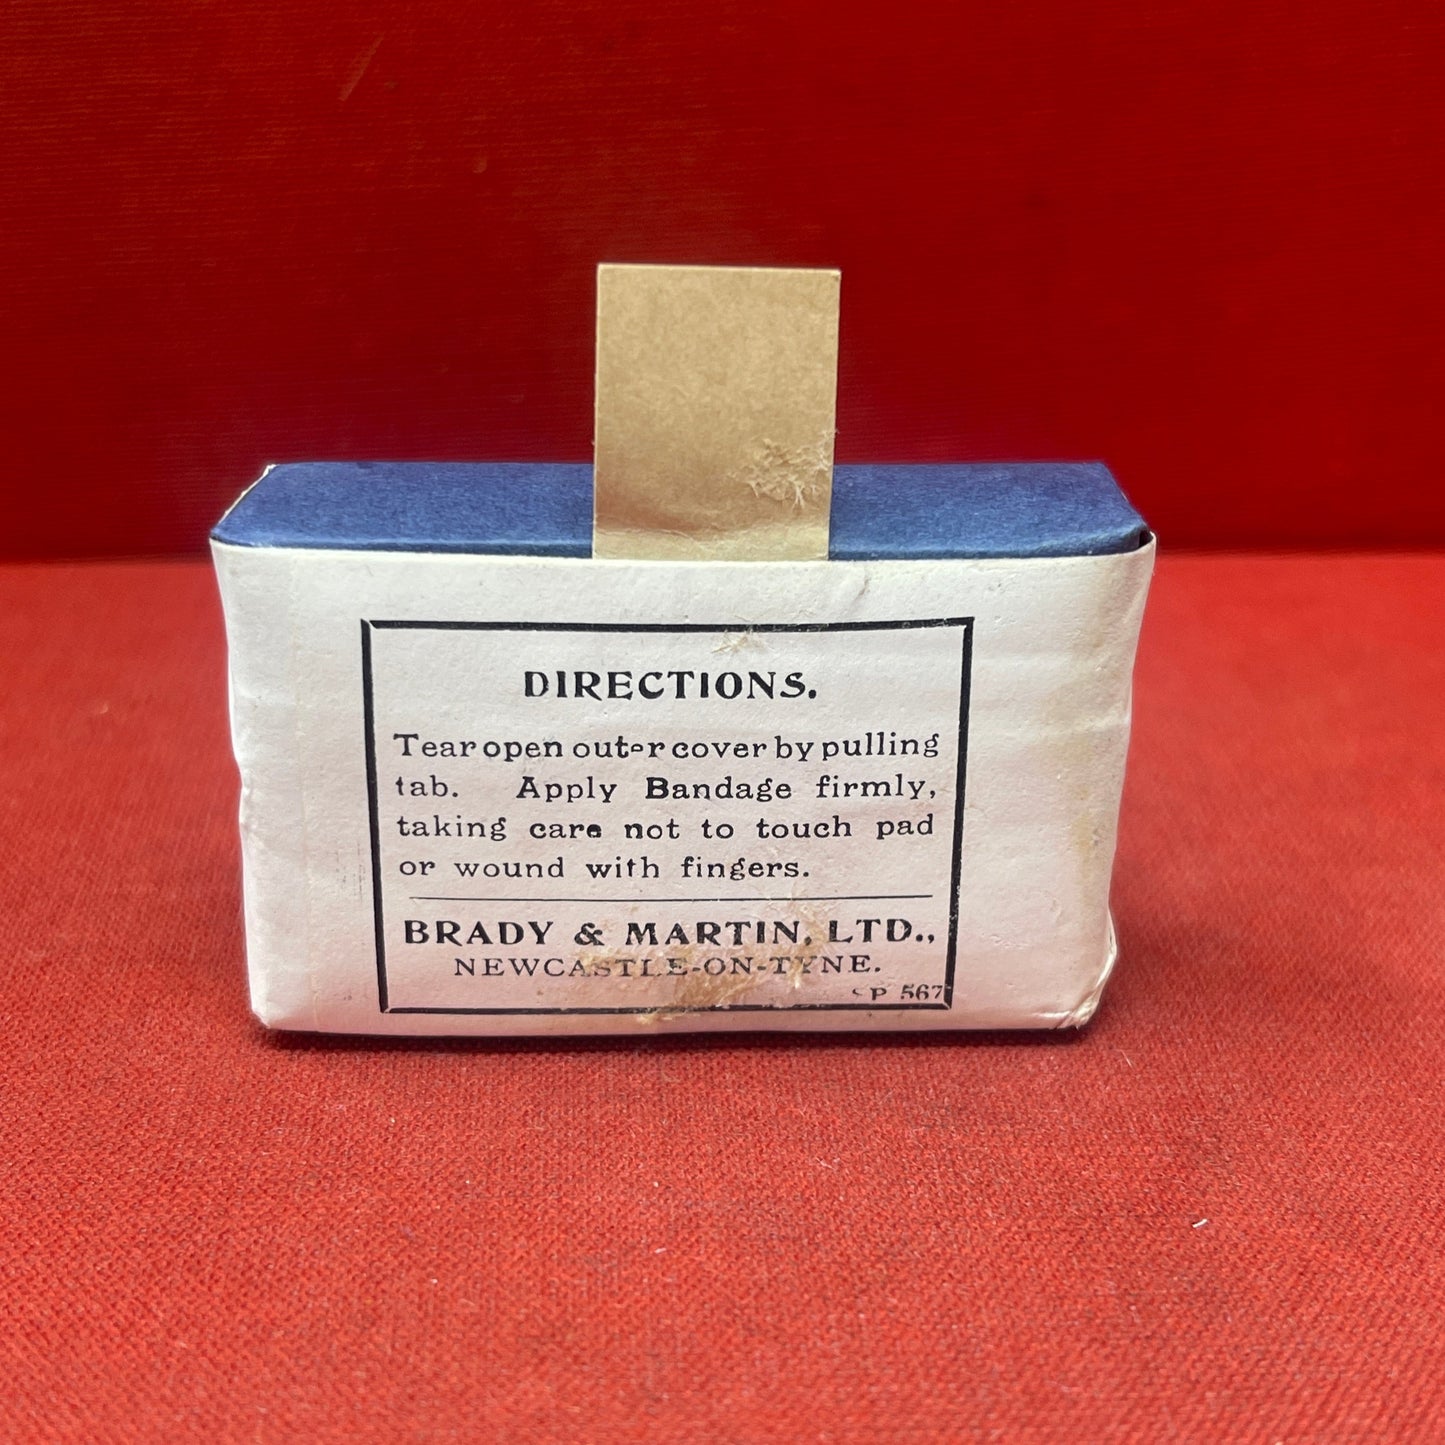 DIRECTIONS.
Tear open outer cover by pulling
tab. Apply Bandage firmly,
taking care not to touch pad
or wound with fingers.
BRADY & MARTIN, LTD.,
NEWCASTLE-ON-TYNE.
P 567